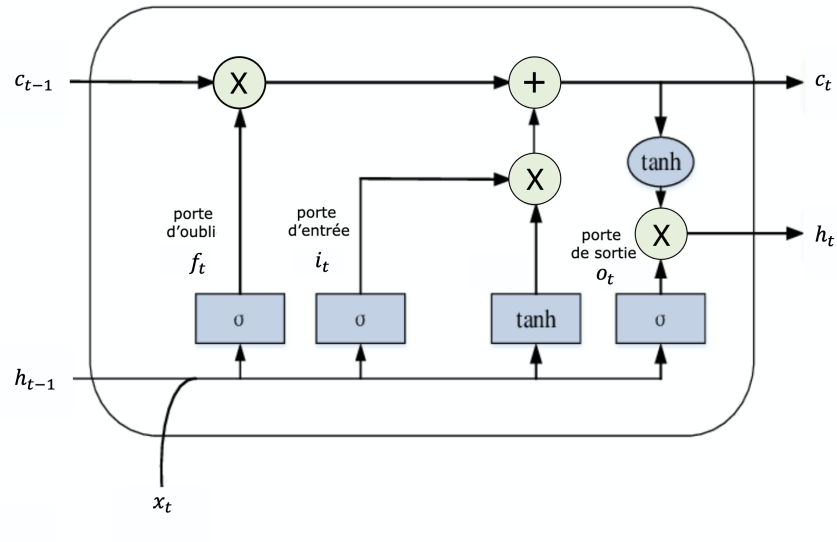 c_{t−1}
X
+
c_t
tanh
X
porte
d'oubli
f_t
porte
d'entrée
i_t
porte
de sortie
o_t
X
h_t
σ
σ
tanh
σ
h_{t−1}
x_t